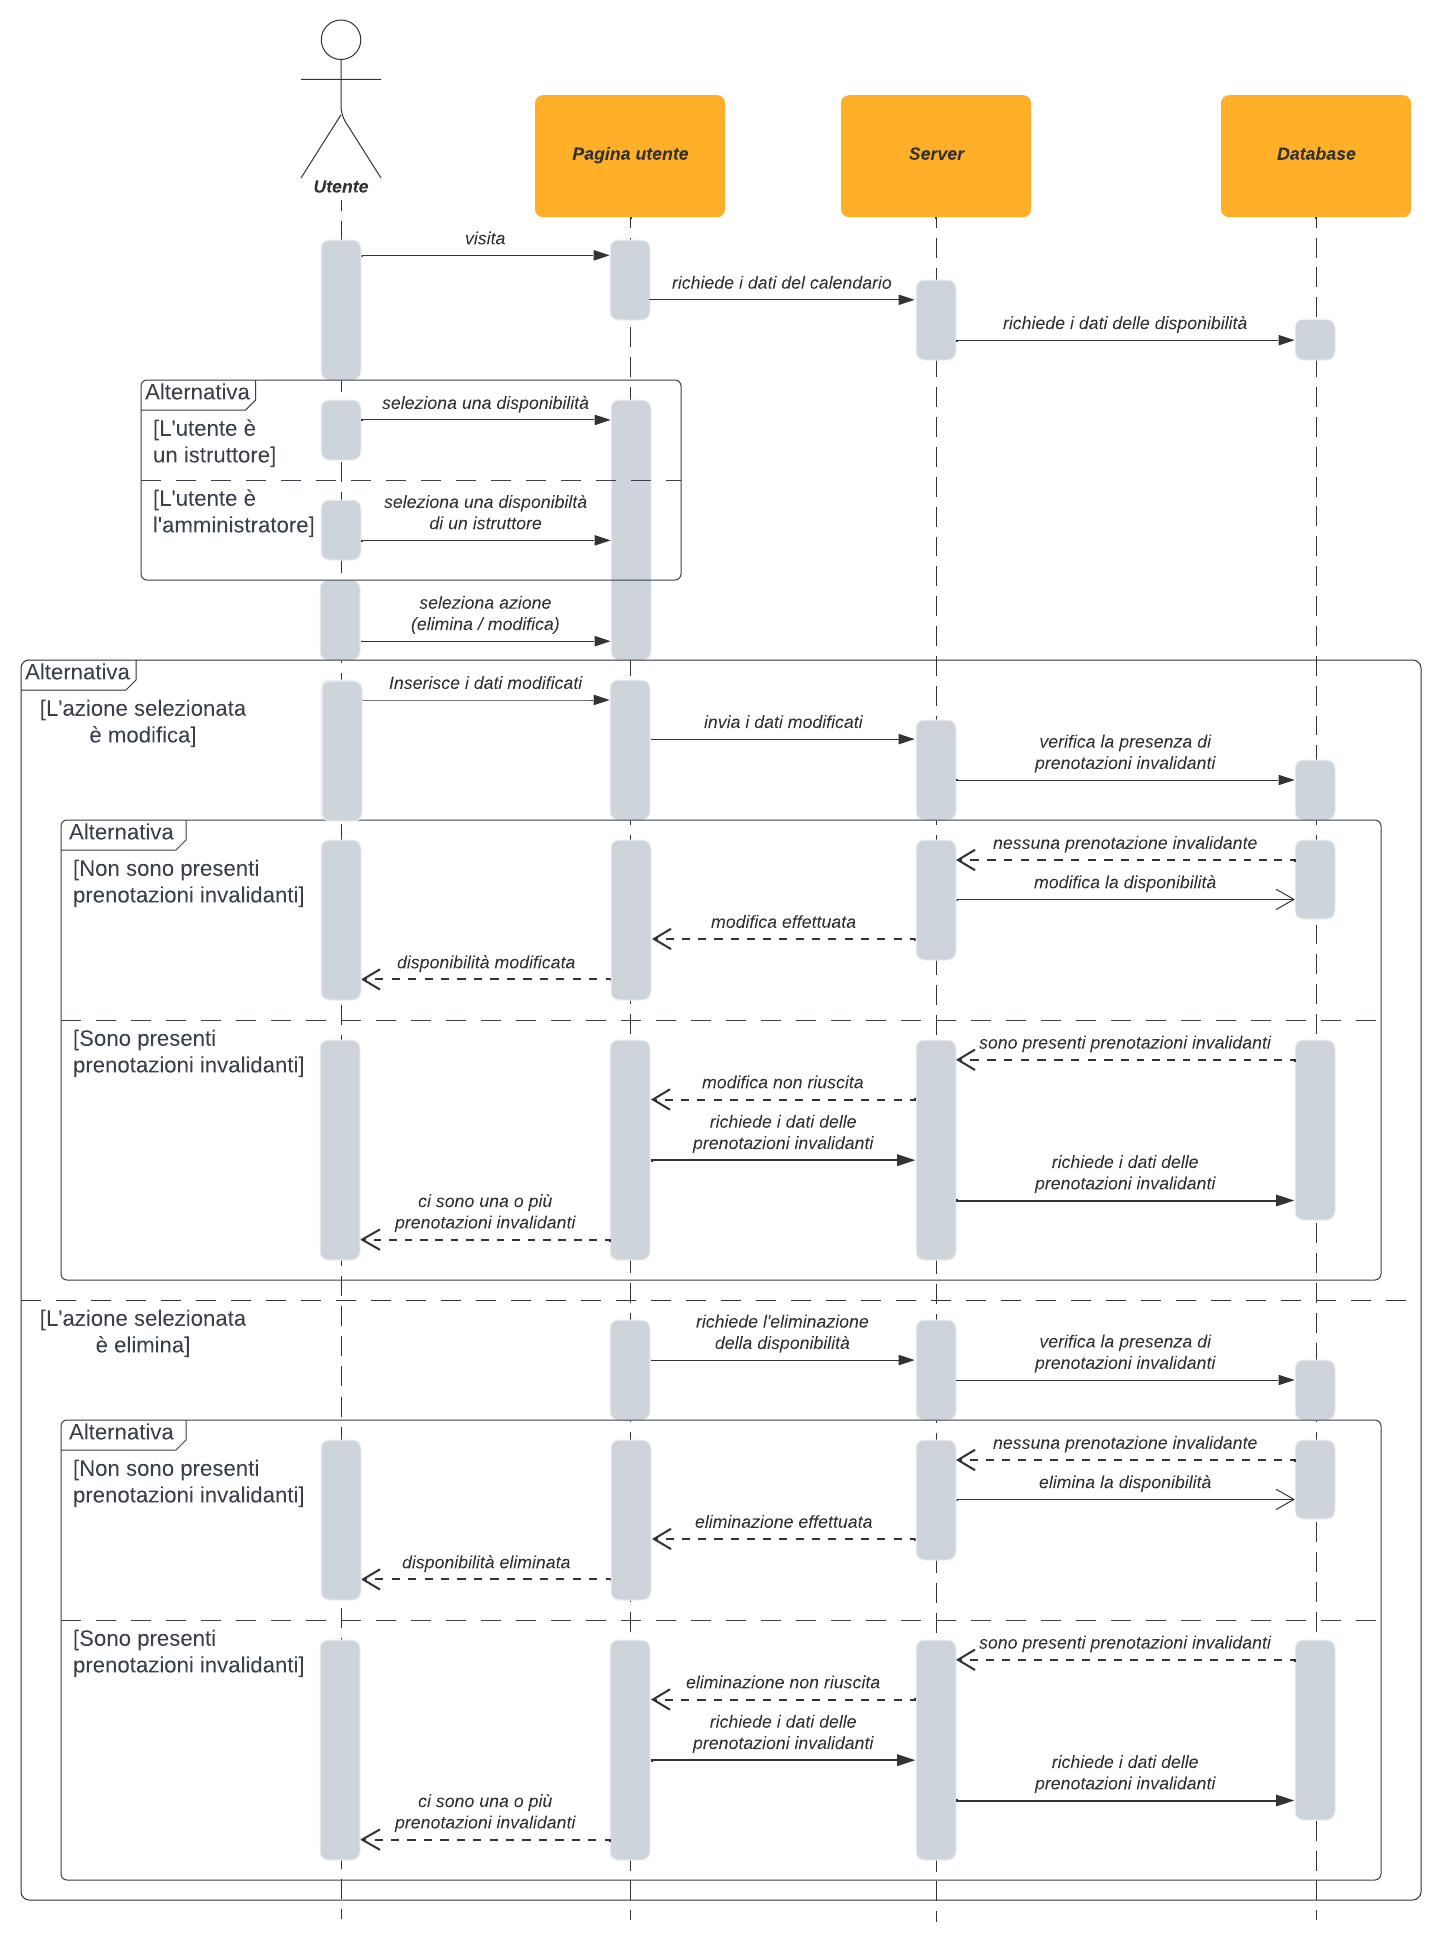 Utente
Pagina utente
Server
Database
visita
richiede i dati del calendario
richiede i dati delle disponibilità
Alternativa
[L'utente è
un istruttore]
seleziona una disponibilità
[L'utente è
l'amministratore]
seleziona una disponibiltà
di un istruttore
seleziona azione
(elimina / modifica)
Alternativa
[L'azione selezionata
è modifica]
Inserisce i dati modificati
invia i dati modificati
verifica la presenza di
prenotazioni invalidanti
Alternativa
[Non sono presenti
prenotazioni invalidanti]
nessuna prenotazione invalidante
modifica la disponibilità
modifica effettuata
disponibilità modificata
[Sono presenti
prenotazioni invalidanti]
sono presenti prenotazioni invalidanti
modifica non riuscita
richiede i dati delle
prenotazioni invalidanti
richiede i dati delle
prenotazioni invalidanti
ci sono una o più
prenotazioni invalidanti
[L'azione selezionata
è elimina]
richiede l'eliminazione
della disponibilità
verifica la presenza di
prenotazioni invalidanti
Alternativa
[Non sono presenti
prenotazioni invalidanti]
nessuna prenotazione invalidante
elimina la disponibilità
eliminazione effettuata
disponibilità eliminata
[Sono presenti
prenotazioni invalidanti]
sono presenti prenotazioni invalidanti
eliminazione non riuscita
richiede i dati delle
prenotazioni invalidanti
richiede i dati delle
prenotazioni invalidanti
ci sono una o più
prenotazioni invalidanti